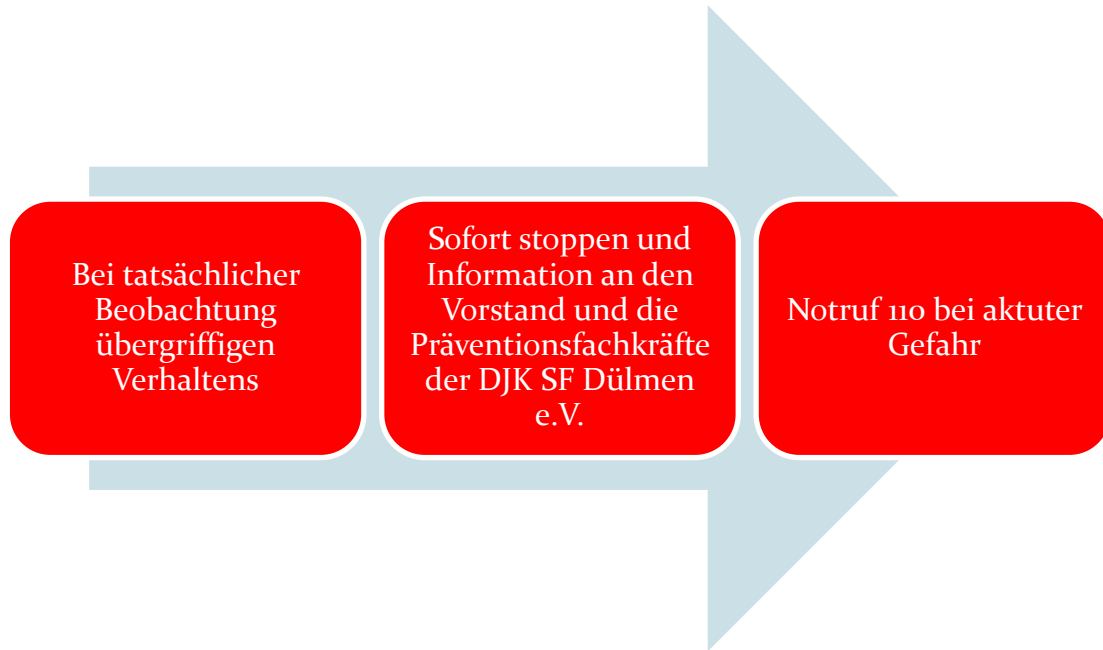 Bei tatsächlicher
Beobachtung
übergriffigen
Verhaltens
Sofort stoppen und
Information an den
Vorstand und die
Präventionsfachkräfte
der DJK SF Dülmen
e.V.
Notruf 110 bei aktuter
Gefahr